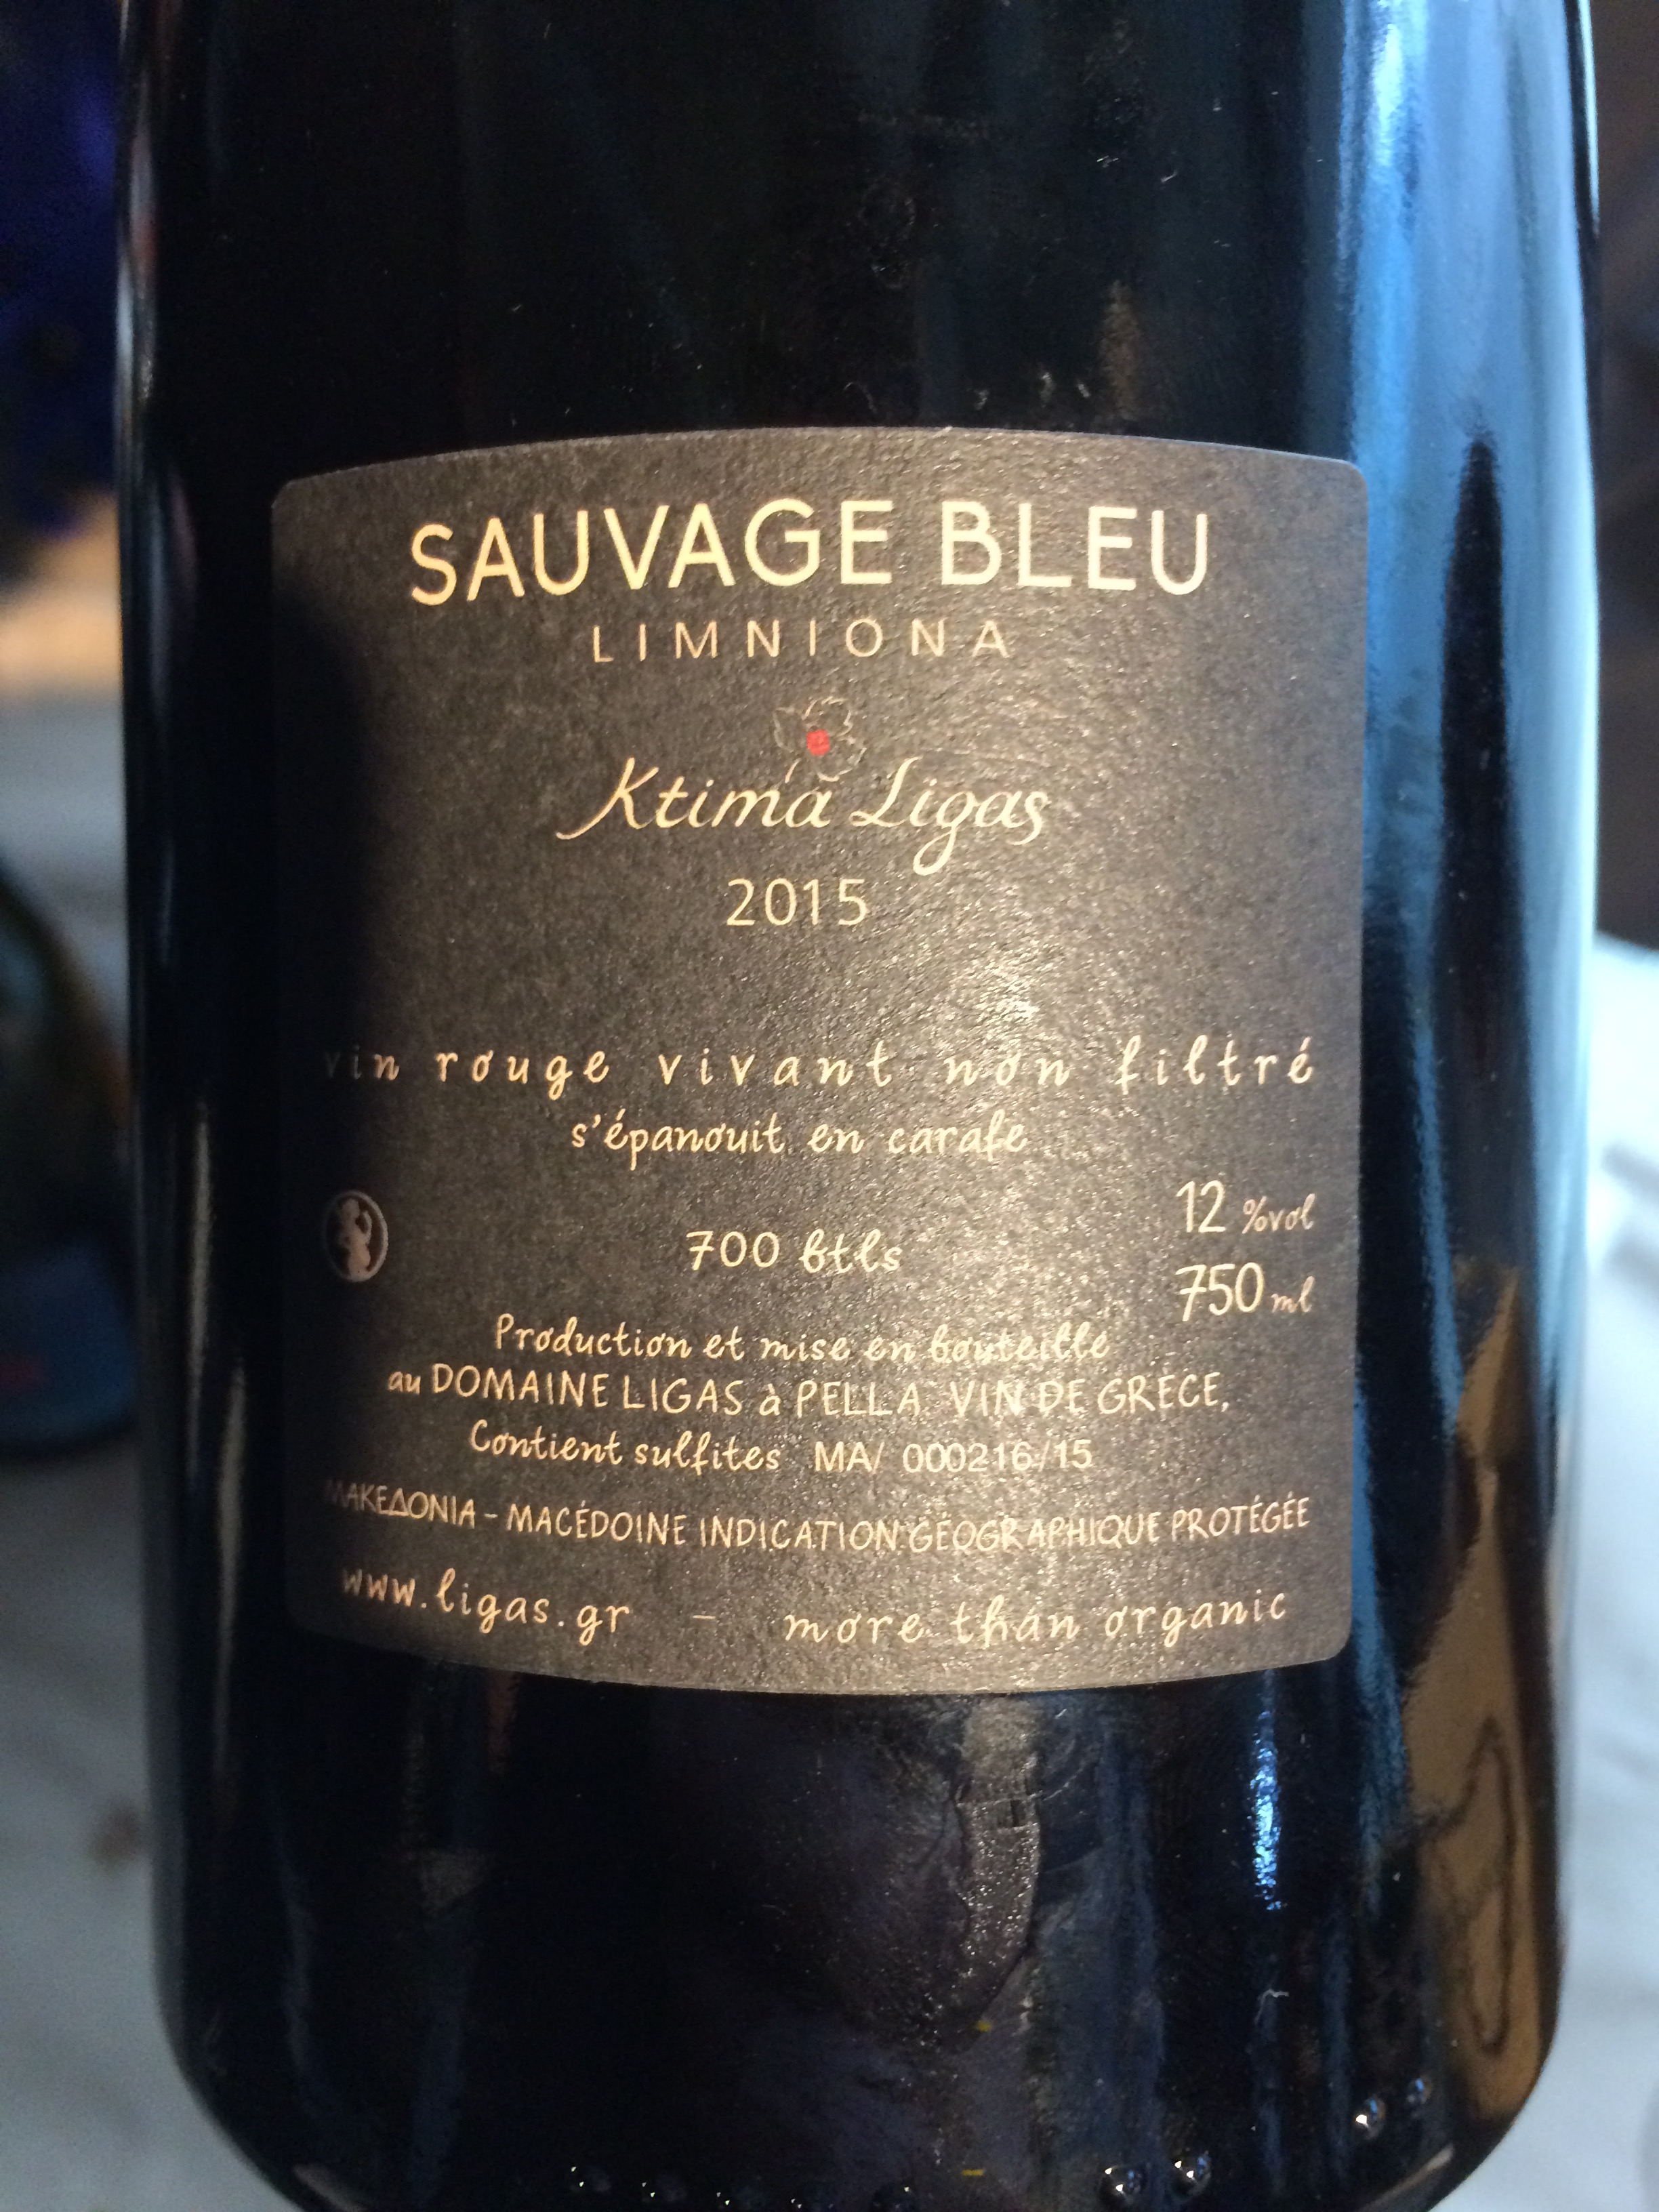 SAUVAGE BLEU
LIMNIONA
Ktima Ligas
2015
vin rouge vivant non filtré
s'épanouit en carafe
12 %vol
700 btls
750 ml
Production et mise en bouteille
au DOMAINE LIGAS à PELLA. VIN DE GRÈCE,
Contient sulfites MA/ 000216/15
ΜΑΚΕΔΟΝΙΑ - MACÉDOINE INDICATION GÉOGRAPHIQUE PROTÉGÉE
www.ligas.gr - more than organic